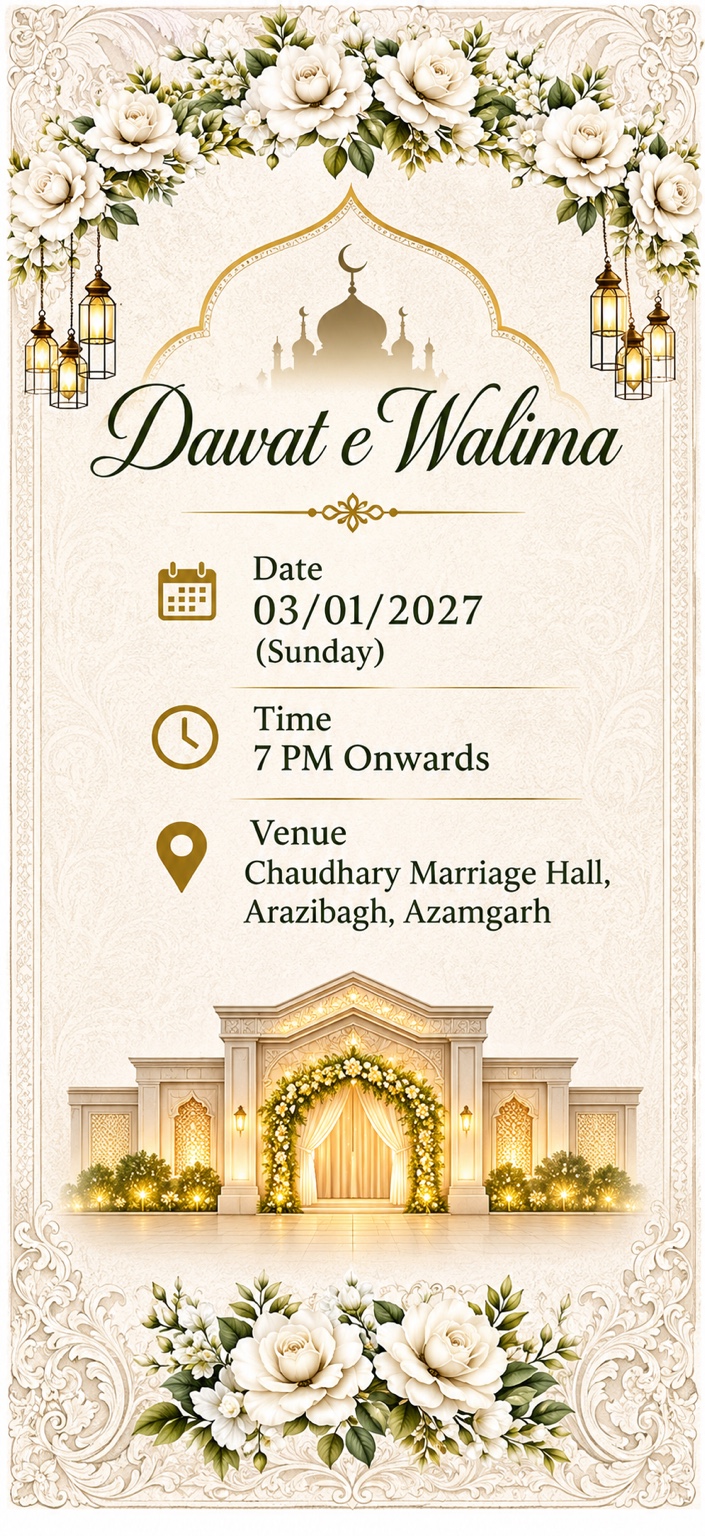 Dawat e Walima
Date
03/01/2027
(Sunday)
Time
7 PM Onwards
Venue
Chaudhary Marriage Hall,
Arazibagh, Azamgarh